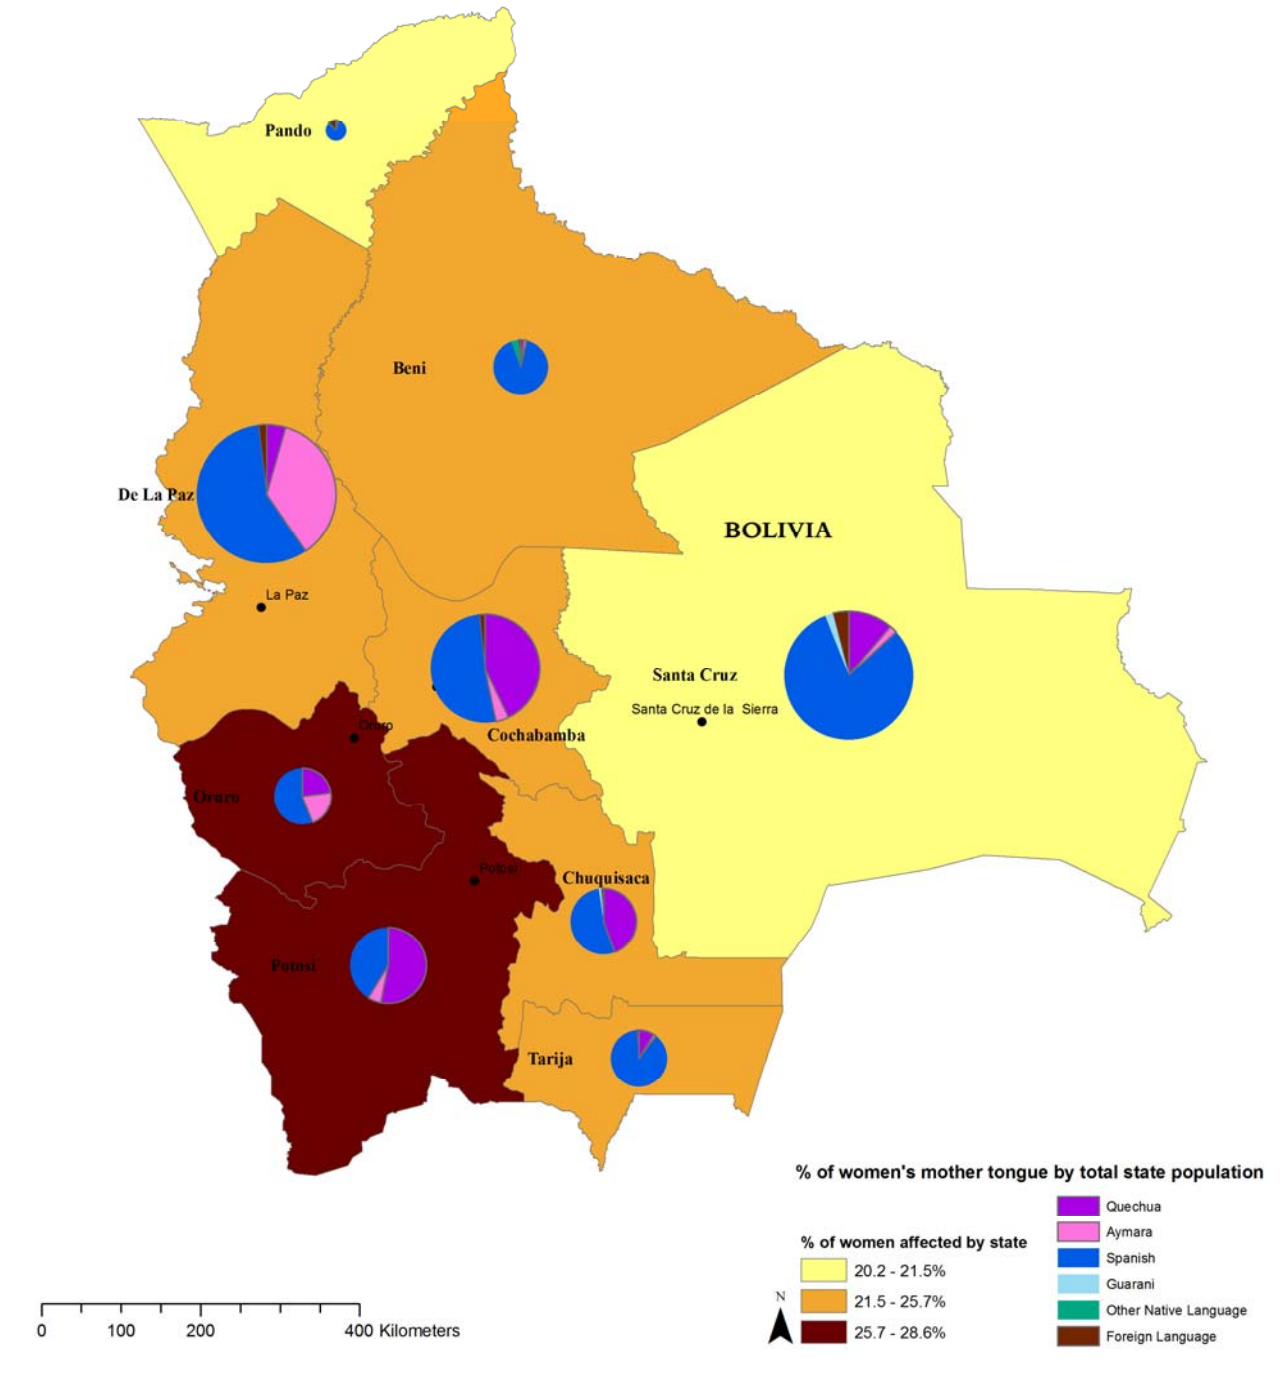 Pando
Beni
De La Paz
BOLIVIA
La Paz
Santa Cruz
Santa Cruz de la Sierra
Cochabamba
Oruro
Oruro
Potosi
Chuquisaca
Potosi
Tarija
% of women's mother tongue by total state population
Quechua
Aymara
Spanish
Guarani
Other Native Language
Foreign Language
% of women affected by state
20.2 - 21.5%
21.5 - 25.7%
25.7 - 28.6%
N
0 100 200 400 Kilometers